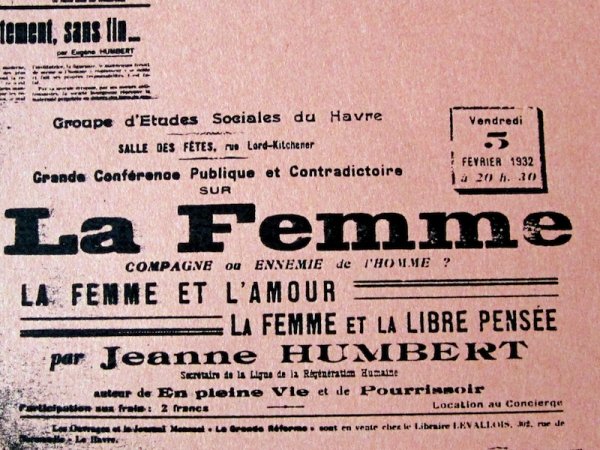 tement, sans fin...
par Eugène HUMBERT
Groupe d'Etudes Sociales du Havre
SALLE DES FÊTES, rue Lord-Kitchener
Grande Conférence Publique et Contradictoire
SUR
Vendredi
5
FÉVRIER 1932
à 20 h. 30
La Femme
COMPAGNE ou ENNEMIE de l'HOMME ?
LA FEMME ET L'AMOUR
LA FEMME ET LA LIBRE PENSÉE
par Jeanne HUMBERT
Secrétaire de la Ligue de la Régénération Humaine
auteur de En pleine Vie et de Pourrissoir
Participation aux frais : 2 francs
Location au Concierge
Les Ouvrages et le Journal Mensuel « La Grande Réforme » sont en vente chez le Libraire LEVALLOIS, 302, rue de
- Le Havre.